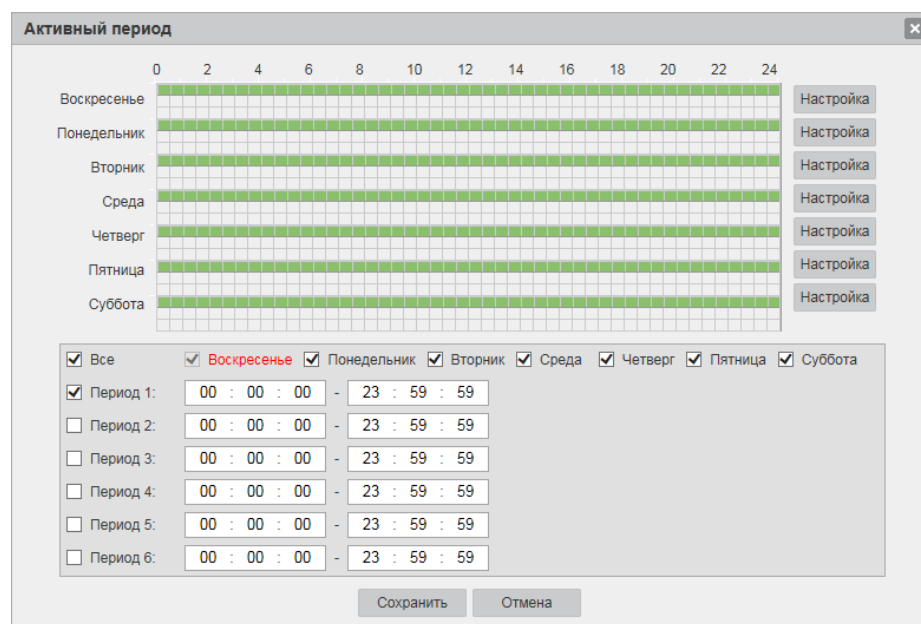 Активный период
0 2 4 6 8 10 12 14 16 18 20 22 24
Воскресенье Настройка
Понедельник Настройка
Вторник Настройка
Среда Настройка
Четверг Настройка
Пятница Настройка
Суббота Настройка
Все Воскресенье Понедельник Вторник Среда Четверг Пятница Суббота
Период 1: 00 : 00 : 00 - 23 : 59 : 59
Период 2: 00 : 00 : 00 - 23 : 59 : 59
Период 3: 00 : 00 : 00 - 23 : 59 : 59
Период 4: 00 : 00 : 00 - 23 : 59 : 59
Период 5: 00 : 00 : 00 - 23 : 59 : 59
Период 6: 00 : 00 : 00 - 23 : 59 : 59
Сохранить Отмена